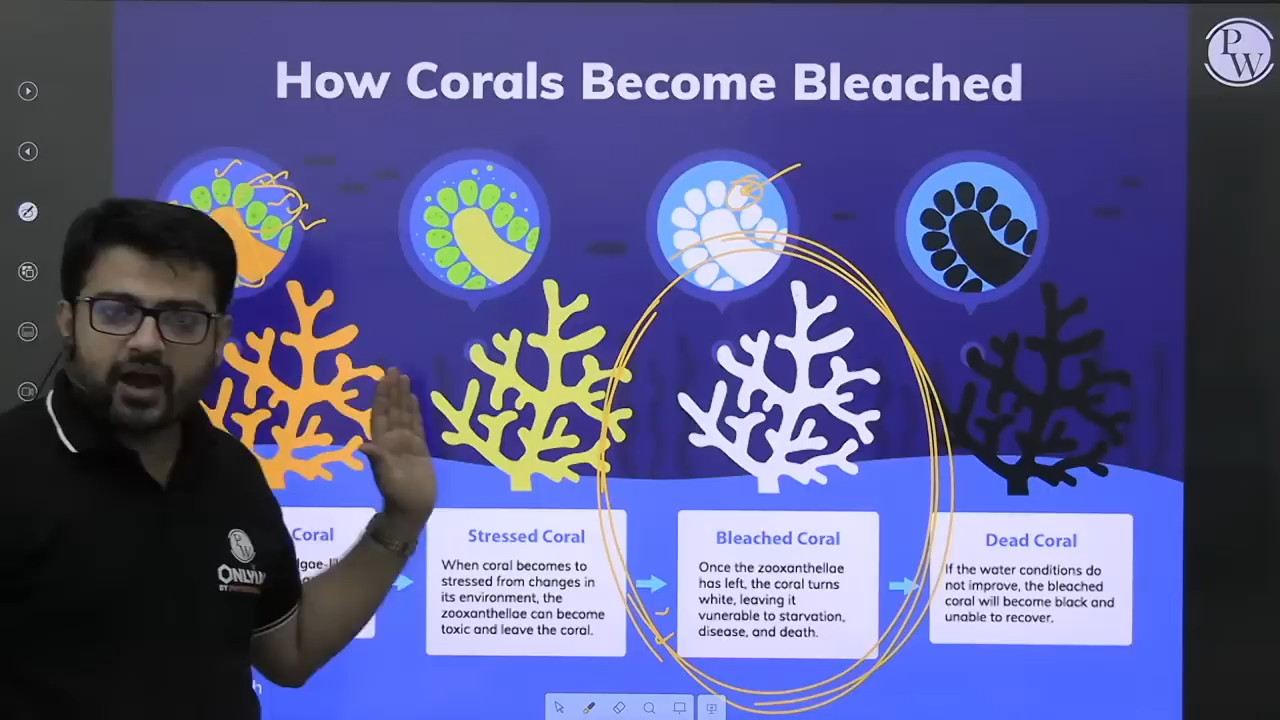 How Corals Become Bleached
PW
Coral
Stressed Coral
When coral becomes to
stressed from changes in
its environment, the
zooxanthellae can become
toxic and leave the coral.
Bleached Coral
Once the zooxanthellae
has left, the coral turns
white, leaving it
vunerable to starvation,
disease, and death.
Dead Coral
If the water conditions do
not improve, the bleached
coral will become black and
unable to recover.
PW